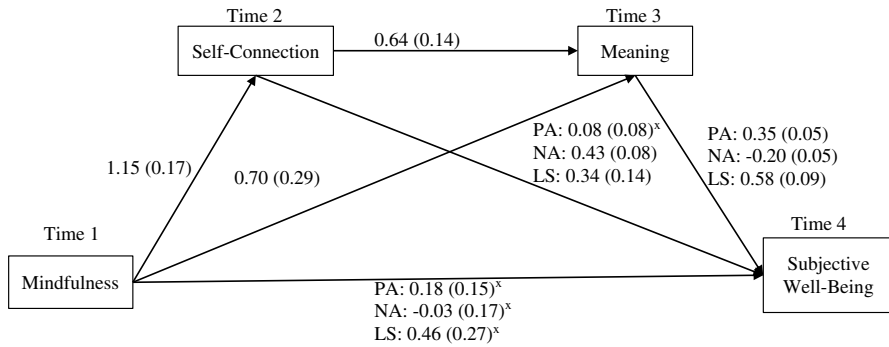 Time 2
Time 3
Self-Connection
0.64 (0.14)
Meaning
PA: 0.08 (0.08)ˣ
NA: 0.43 (0.08)
LS: 0.34 (0.14)
PA: 0.35 (0.05)
NA: -0.20 (0.05)
LS: 0.58 (0.09)
1.15 (0.17)
0.70 (0.29)
Time 1
Time 4
Mindfulness
Subjective
Well-Being
PA: 0.18 (0.15)ˣ
NA: -0.03 (0.17)ˣ
LS: 0.46 (0.27)ˣ